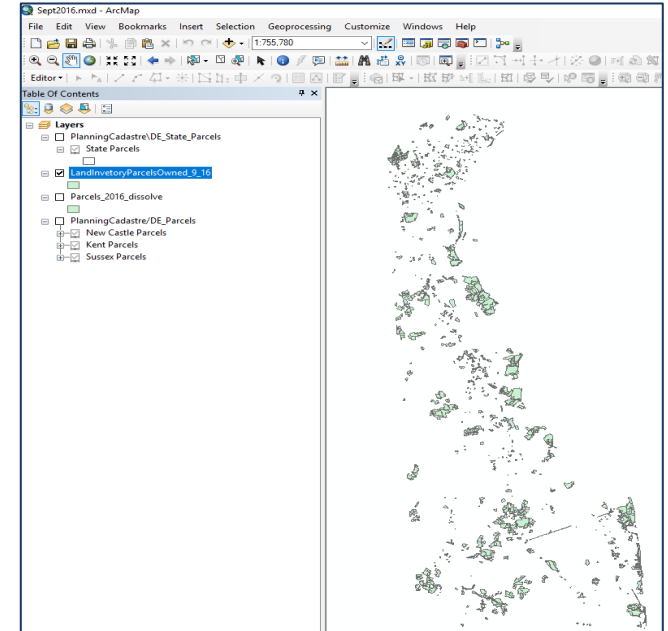 Sept2016.mxd - ArcMap
File Edit View Bookmarks Insert Selection Geoprocessing Customize Windows Help
1:755,780
Editor
Table Of Contents
Layers
PlanningCadastre\DE_State_Parcels
State Parcels
LandInvetoryParcelsOwned_9_16
Parcels_2016_dissolve
PlanningCadastre/DE_Parcels
New Castle Parcels
Kent Parcels
Sussex Parcels